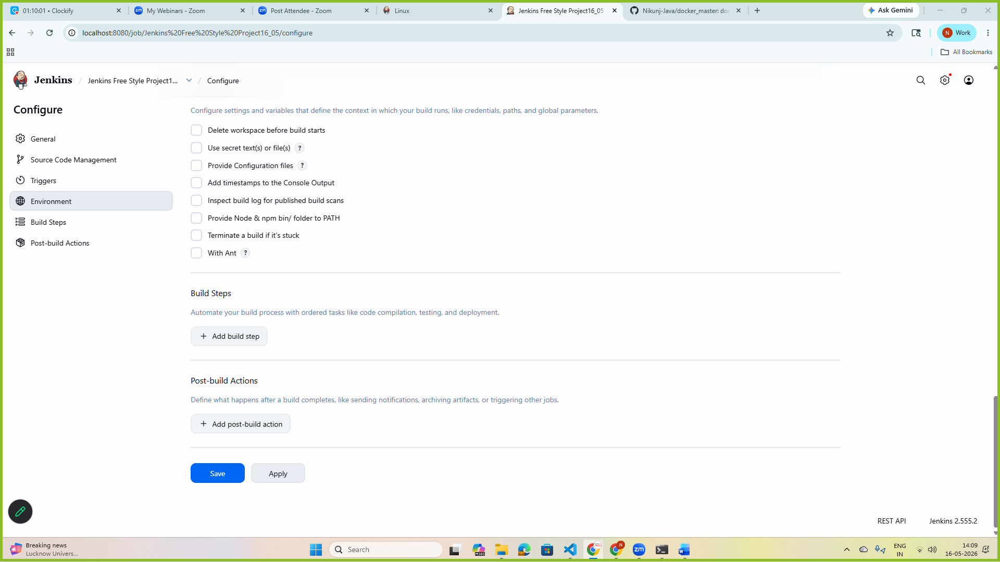 01:10:01 • Clockify
My Webinars - Zoom
Post Attendee - Zoom
Linux
Jenkins Free Style Project16_05
Nikunj-Java/docker_master: doc
Ask Gemini
localhost:8080/job/Jenkins%20Free%20Style%20Project16_05/configure
N Work
All Bookmarks
Jenkins / Jenkins Free Style Project1... / Configure
Configure
General
Source Code Management
Triggers
Environment
Build Steps
Post-build Actions
Configure settings and variables that define the context in which your build runs, like credentials, paths, and global parameters.
Delete workspace before build starts
Use secret text(s) or file(s) ?
Provide Configuration files ?
Add timestamps to the Console Output
Inspect build log for published build scans
Provide Node & npm bin/ folder to PATH
Terminate a build if it's stuck
With Ant ?
Build Steps
Automate your build process with ordered tasks like code compilation, testing, and deployment.
+ Add build step
Post-build Actions
Define what happens after a build completes, like sending notifications, archiving artifacts, or triggering other jobs.
+ Add post-build action
Save
Apply
REST API
Jenkins 2.555.2
Breaking news
Lucknow Univers...
Search
ENG
IN
14:09
16-05-2026